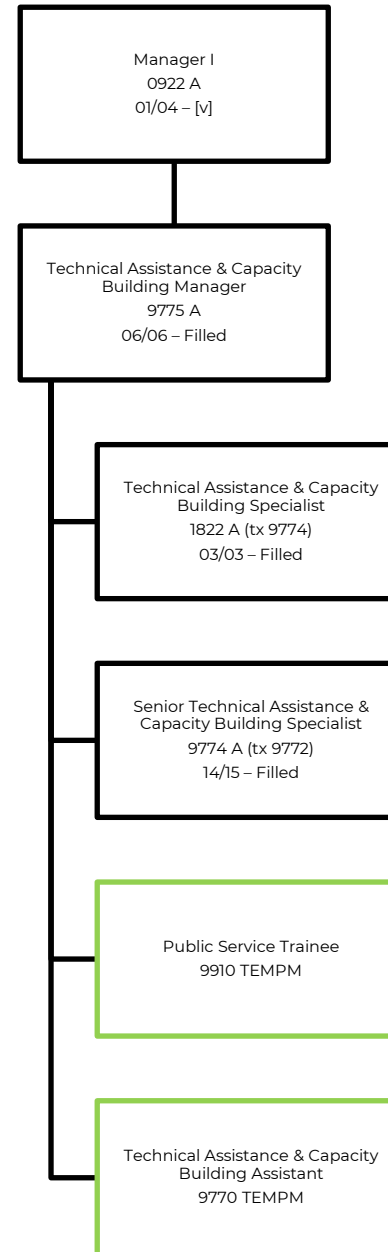 Manager I
0922 A
01/04 – [v]
Technical Assistance & Capacity
Building Manager
9775 A
06/06 – Filled
Technical Assistance & Capacity
Building Specialist
1822 A (tx 9774)
03/03 – Filled
Senior Technical Assistance &
Capacity Building Specialist
9774 A (tx 9772)
14/15 – Filled
Public Service Trainee
9910 TEMPM
Technical Assistance & Capacity
Building Assistant
9770 TEMPM